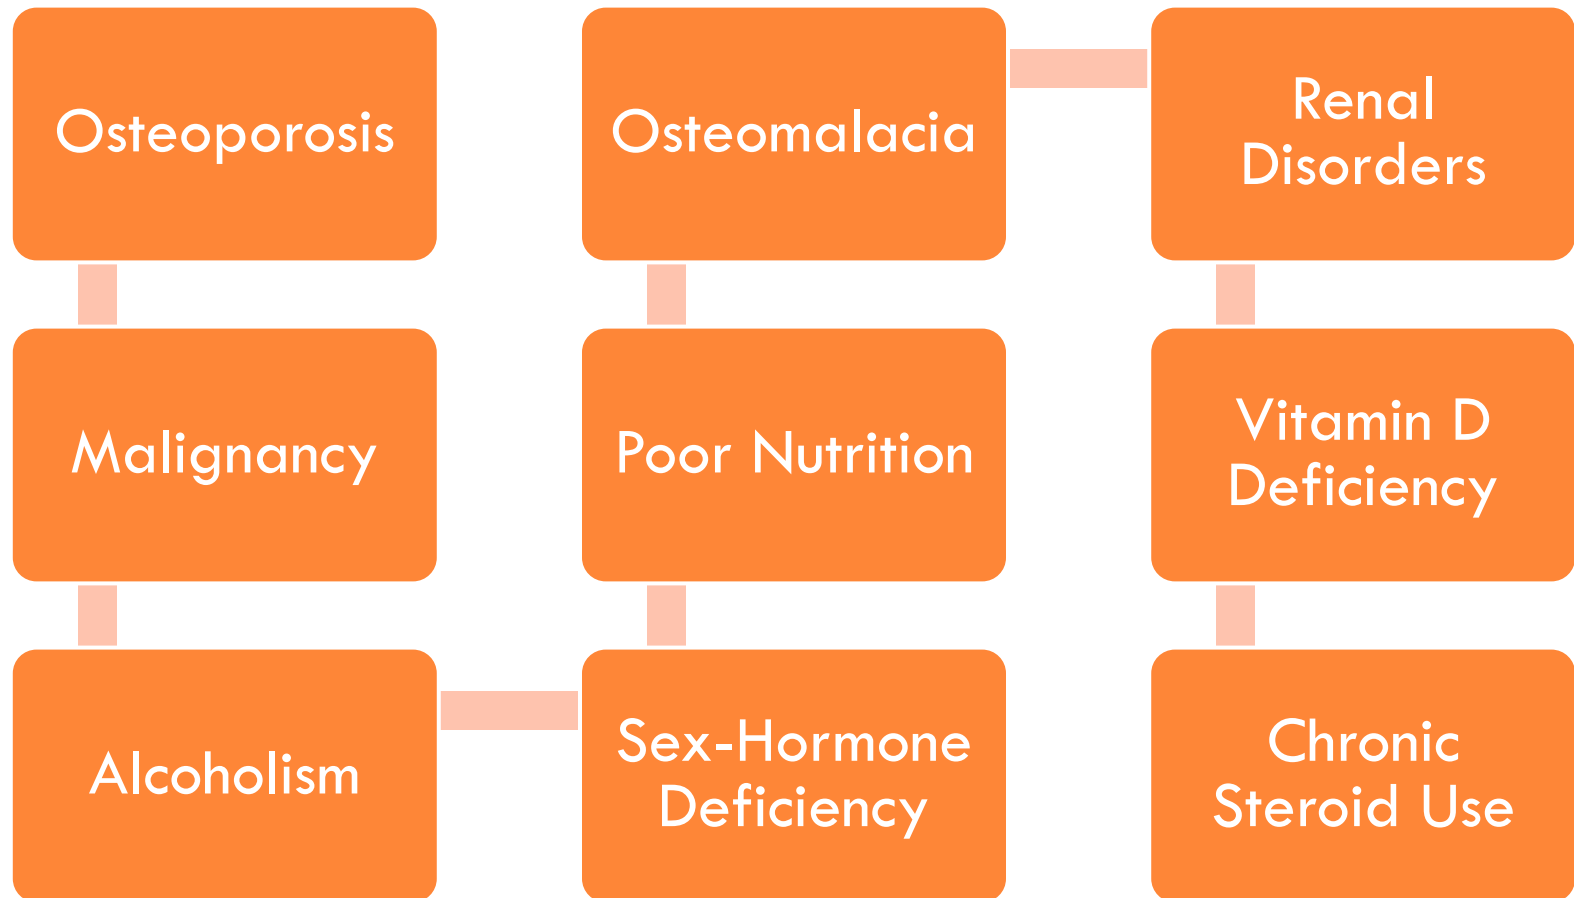 Osteoporosis
Malignancy
Alcoholism
Sex-Hormone
Deficiency
Poor Nutrition
Osteomalacia
Renal
Disorders
Vitamin D
Deficiency
Chronic
Steroid Use